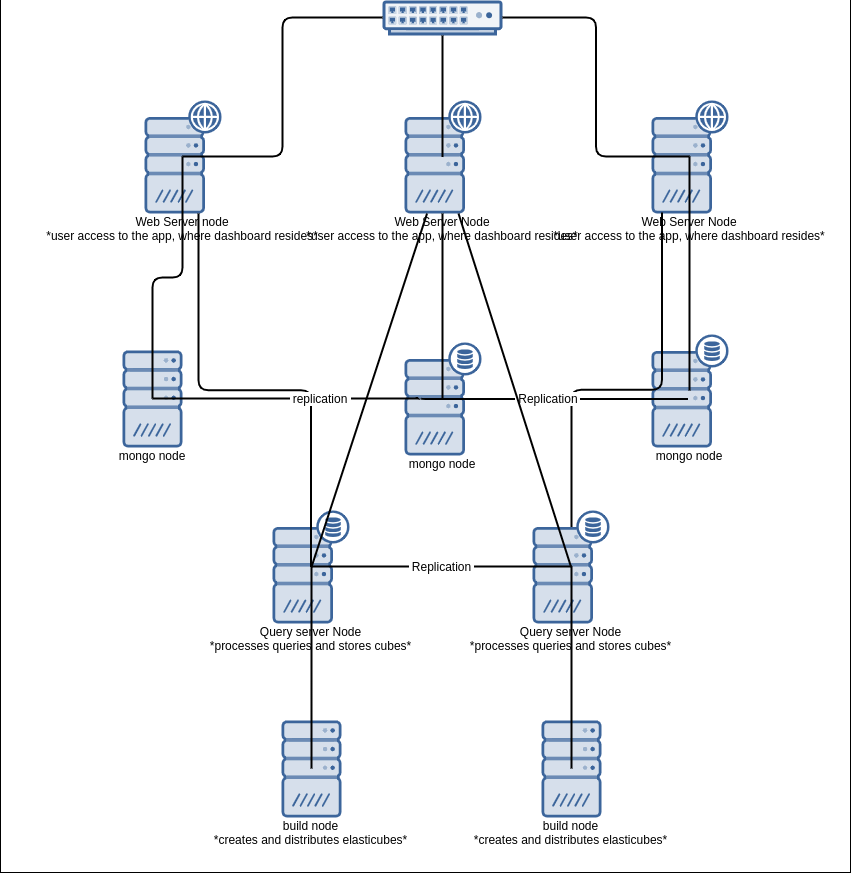 Web Server node
*user access to the app, where dashboard resides*
Web Server Node
*user access to the app, where dashboard resides*
Web Server Node
*user access to the app, where dashboard resides*
replication
Replication
mongo node
mongo node
mongo node
Replication
Query server Node
*processes queries and stores cubes*
Query server Node
*processes queries and stores cubes*
build node
*creates and distributes elasticubes*
build node
*creates and distributes elasticubes*